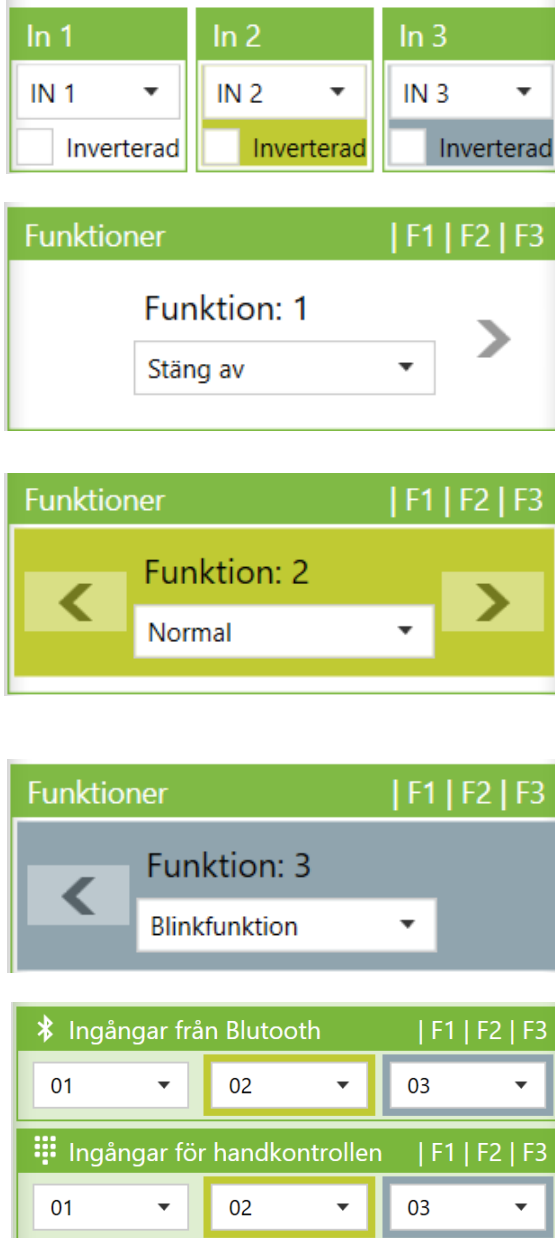 In 1 In 2 In 3
IN 1 IN 2 IN 3
Inverterad Inverterad Inverterad
Funktioner | F1 | F2 | F3
Funktion: 1
Stäng av
Funktioner | F1 | F2 | F3
Funktion: 2
Normal
Funktioner | F1 | F2 | F3
Funktion: 3
Blinkfunktion
Ingångar från Blutooth | F1 | F2 | F3
01 02 03
Ingångar för handkontrollen | F1 | F2 | F3
01 02 03